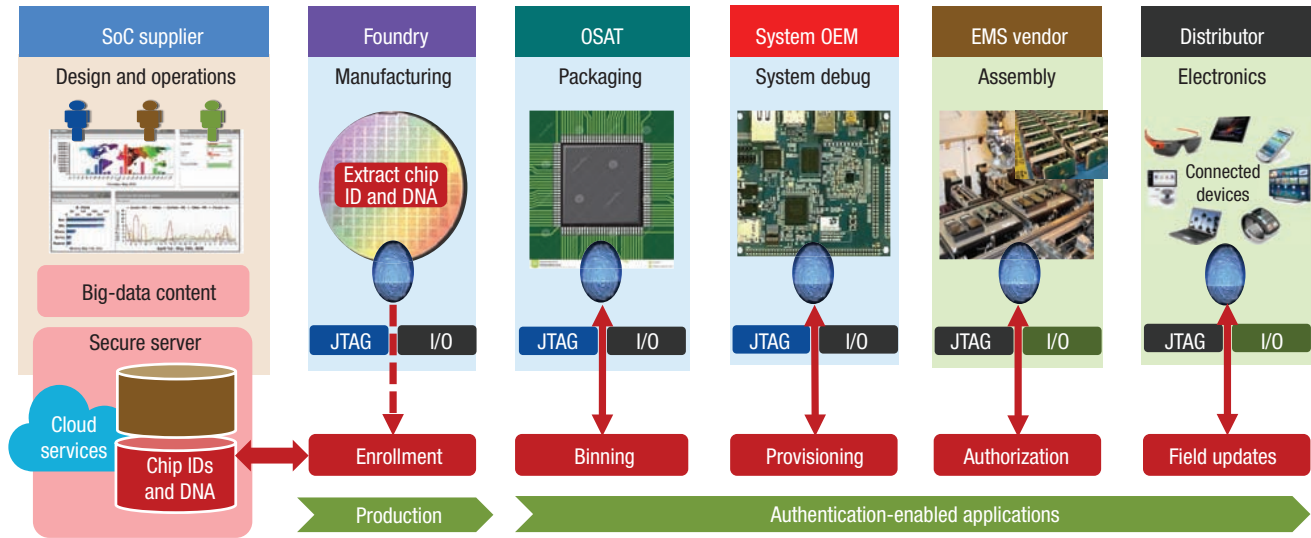 SoC supplier
Foundry
OSAT
System OEM
EMS vendor
Distributor
Design and operations
Manufacturing
Packaging
System debug
Assembly
Electronics
Extract chip
ID and DNA
Connected
devices
Big-data content
Secure server
JTAG
I/O
JTAG
I/O
JTAG
I/O
JTAG
I/O
JTAG
I/O
Cloud
services
Chip IDs
and DNA
Enrollment
Binning
Provisioning
Authorization
Field updates
Production
Authentication-enabled applications